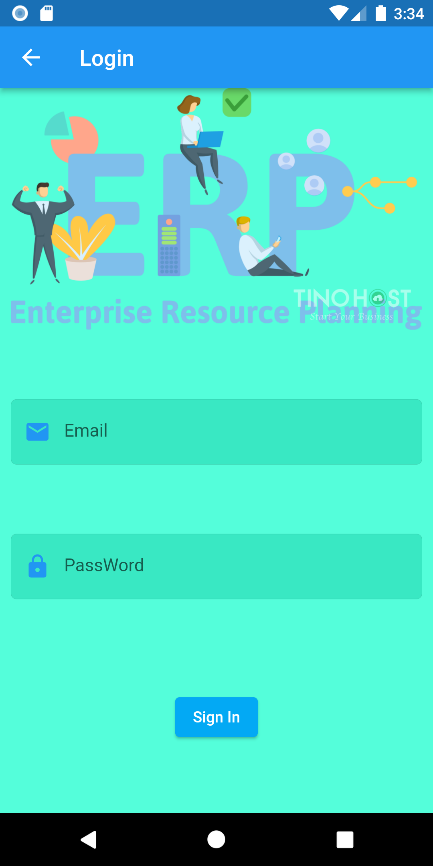 3:34
Login
ERP
TINOHOST
Enterprise Resource Planning
Email
PassWord
Sign In